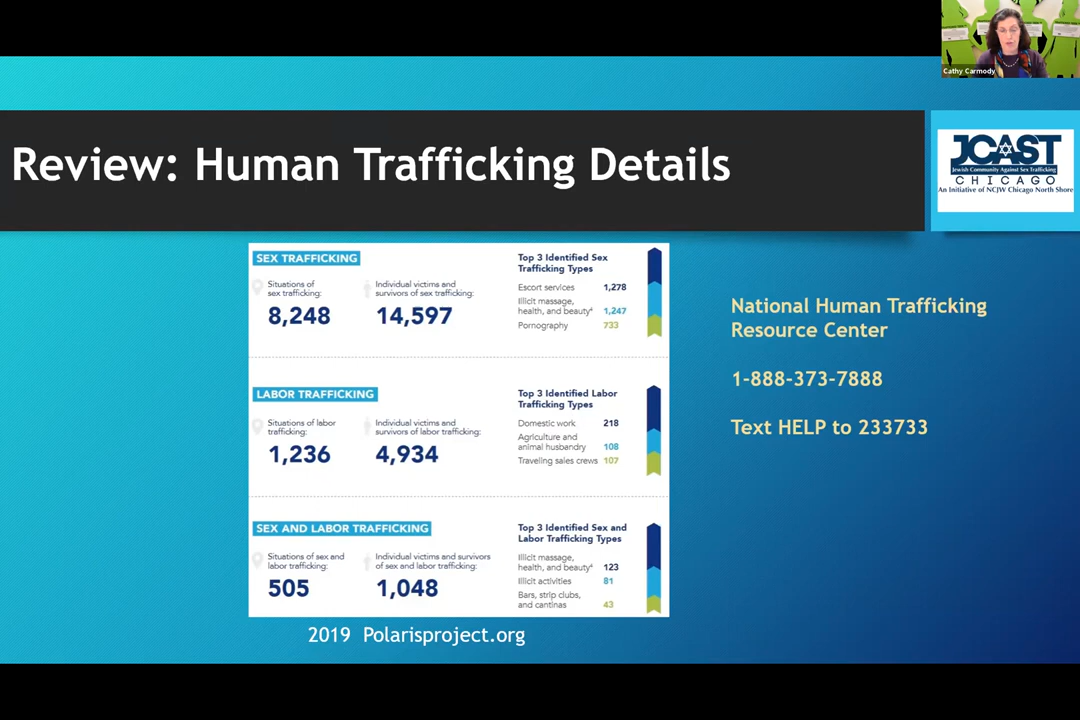 Cathy Carmody
Review: Human Trafficking Details
JCAST
Jewish Community Against Sex Trafficking
CHICAGO
An Initiative of NCJW Chicago North Shore
SEX TRAFFICKING
Situations of
sex trafficking:
8,248
Individual victims and
survivors of sex trafficking:
14,597
Top 3 Identified Sex
Trafficking Types
Escort services 1,278
Illicit massage,
health, and beauty⁴ 1,247
Pornography 733
LABOR TRAFFICKING
Situations of labor
trafficking:
1,236
Individual victims and
survivors of labor trafficking:
4,934
Top 3 Identified Labor
Trafficking Types
Domestic work 218
Agriculture and
animal husbandry 108
Traveling sales crews 107
SEX AND LABOR TRAFFICKING
Situations of sex and
labor trafficking:
505
Individual victims and survivors
of sex and labor trafficking:
1,048
Top 3 Identified Sex and
Labor Trafficking Types
Illicit massage,
health, and beauty⁴ 123
Illicit activities 81
Bars, strip clubs,
and cantinas 43
National Human Trafficking
Resource Center
1-888-373-7888
Text HELP to 233733
2019 Polarisproject.org